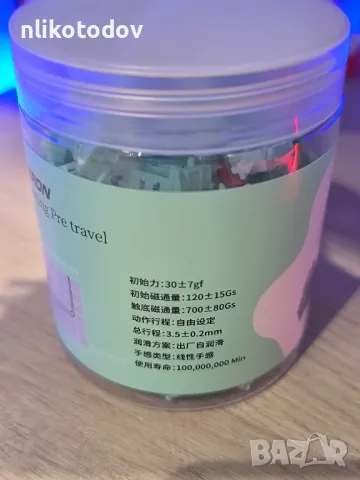 nlikotodov
RON
Pre travel
初始力:30±7gf
初始磁通量:120±15Gs
触底磁通量:700±80Gs
动作行程:自由设定
总行程:3.5±0.2mm
润滑方案:出厂自润滑
手感类型:线性手感
使用寿命:100,000,000 Min
bazar.bg